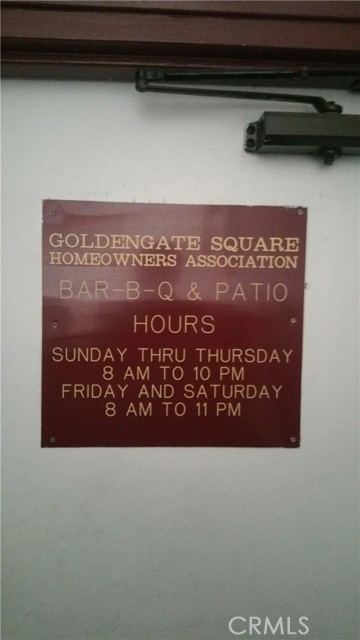 GOLDENGATE SQUARE
HOMEOWNERS ASSOCIATION
BAR-B-Q & PATIO
HOURS
SUNDAY THRU THURSDAY
8 AM TO 10 PM
FRIDAY AND SATURDAY
8 AM TO 11 PM
CRMLS